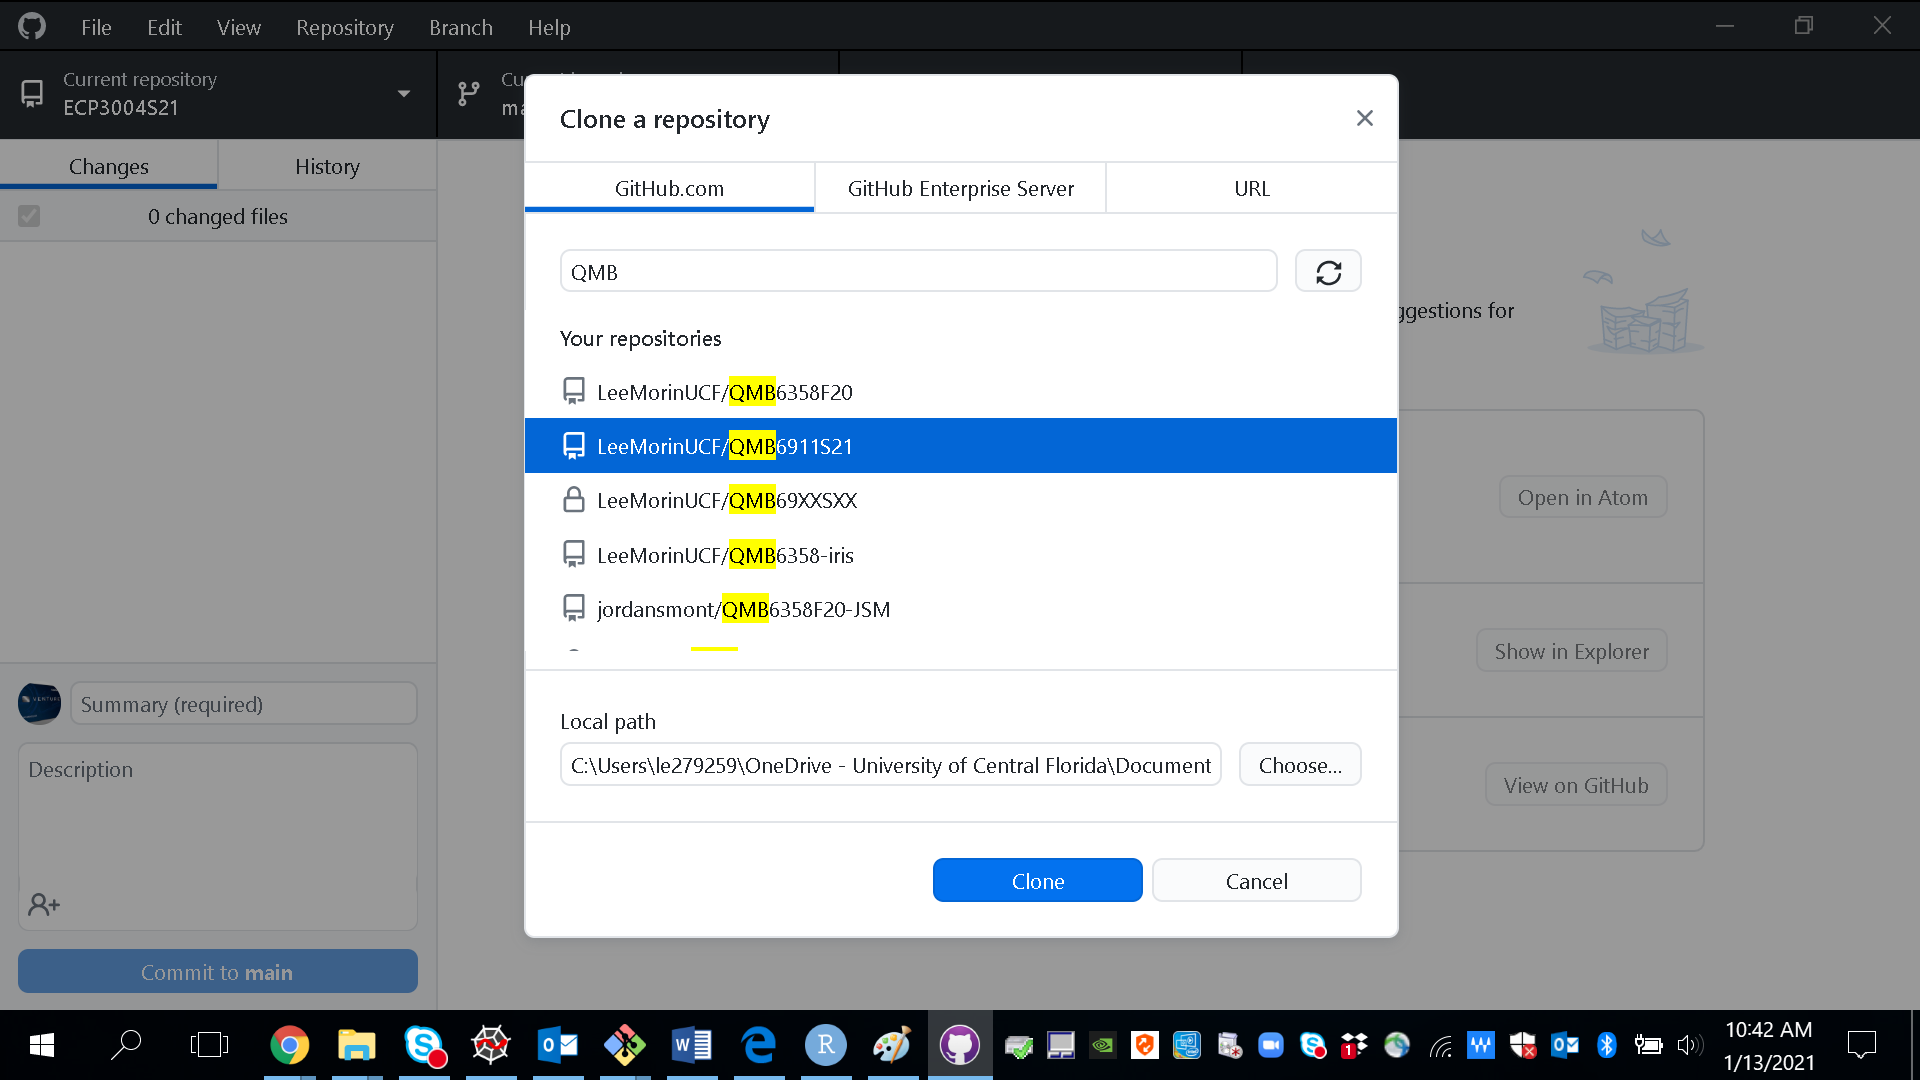 File Edit View Repository Branch Help
Current repository
ECP3004S21
Changes History
0 changed files
Summary (required)
Description
Commit to main
Clone a repository
GitHub.com GitHub Enterprise Server URL
QMB
Your repositories
LeeMorinUCF/QMB6358F20
LeeMorinUCF/QMB6911S21
LeeMorinUCF/QMB69XXSXX
LeeMorinUCF/QMB6358-iris
jordansmont/QMB6358F20-JSM
Local path
C:\Users\le279259\OneDrive - University of Central Florida\Document
Choose...
Clone Cancel
ggestions for
Open in Atom
Show in Explorer
View on GitHub
10:42 AM
1/13/2021